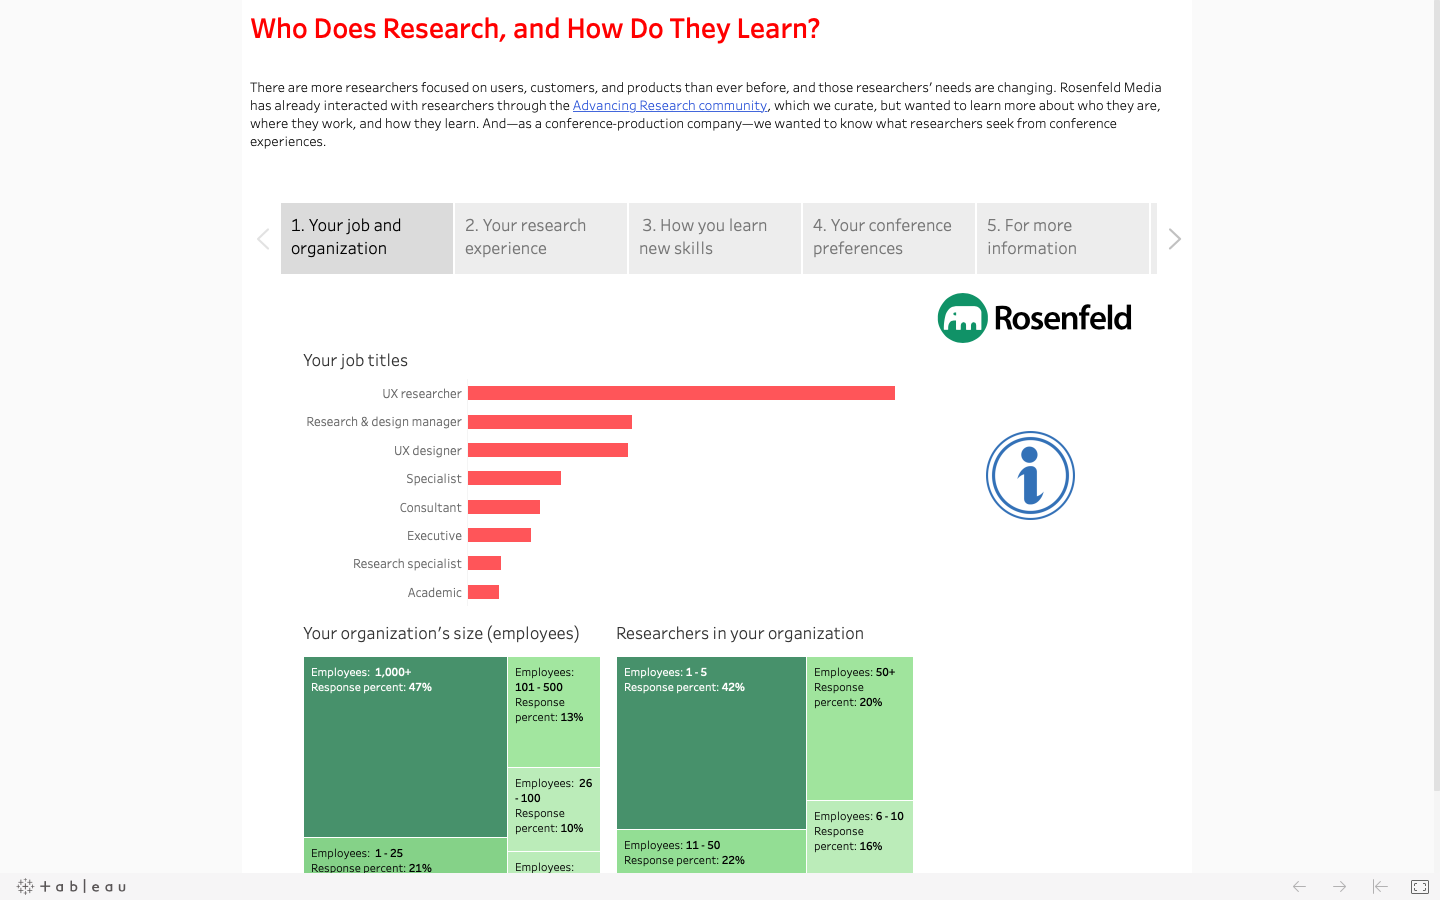 Who Does Research, and How Do They Learn?
There are more researchers focused on users, customers, and products than ever before, and those researchers' needs are changing. Rosenfeld Media
has already interacted with researchers through the Advancing Research community, which we curate, but wanted to learn more about who they are,
where they work, and how they learn. And—as a conference-production company—we wanted to know what researchers seek from conference
experiences.
1. Your job and
organization
2. Your research
experience
3. How you learn
new skills
4. Your conference
preferences
5. For more
information
Rosenfeld
Your job titles
UX researcher
Research & design manager
UX designer
Specialist
Consultant
Executive
Research specialist
Academic
Your organization's size (employees)
Employees: 1,000+
Response percent: 47%
Employees:
101 - 500
Response
percent: 13%
Employees: 26
- 100
Response
percent: 10%
Employees: 1 - 25
Response percent: 21%
Employees:
Researchers in your organization
Employees: 1 - 5
Response percent: 42%
Employees: 50+
Response
percent: 20%
Employees: 6 - 10
Response
percent: 16%
Employees: 11 - 50
Response percent: 22%
+ableau